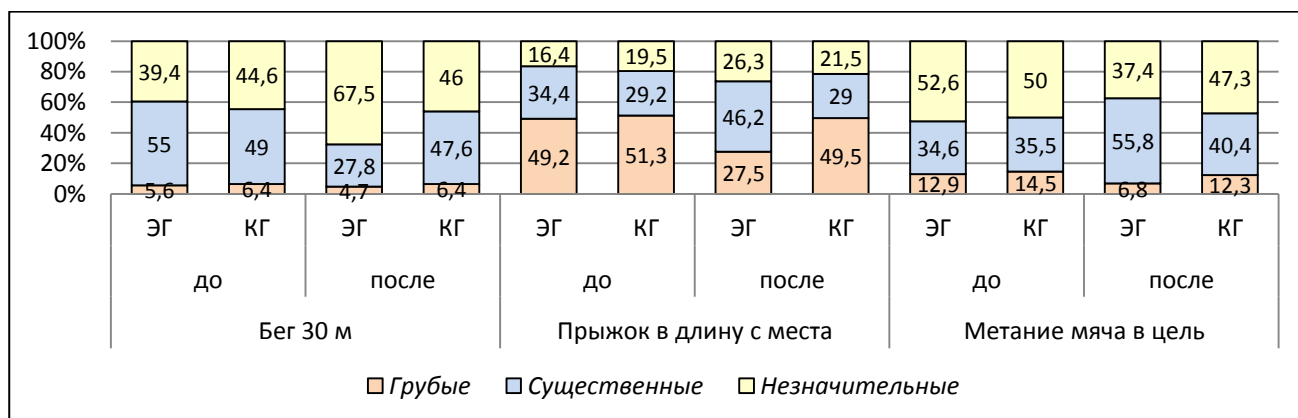 100%
80%
60%
40%
20%
0%
39,4 44,6 67,5 46 16,4 19,5 26,3 21,5 52,6 50 37,4 47,3
55 49 27,8 47,6 34,4 29,2 46,2 29 34,6 35,5 55,8 40,4
5,6 6,4 4,7 6,4 49,2 51,3 27,5 49,5 12,9 14,5 6,8 12,3
ЭГ КГ ЭГ КГ ЭГ КГ ЭГ КГ ЭГ КГ ЭГ КГ
до после до после до после
Бег 30 м Прыжок в длину с места Метание мяча в цель
Грубые Существенные Незначительные